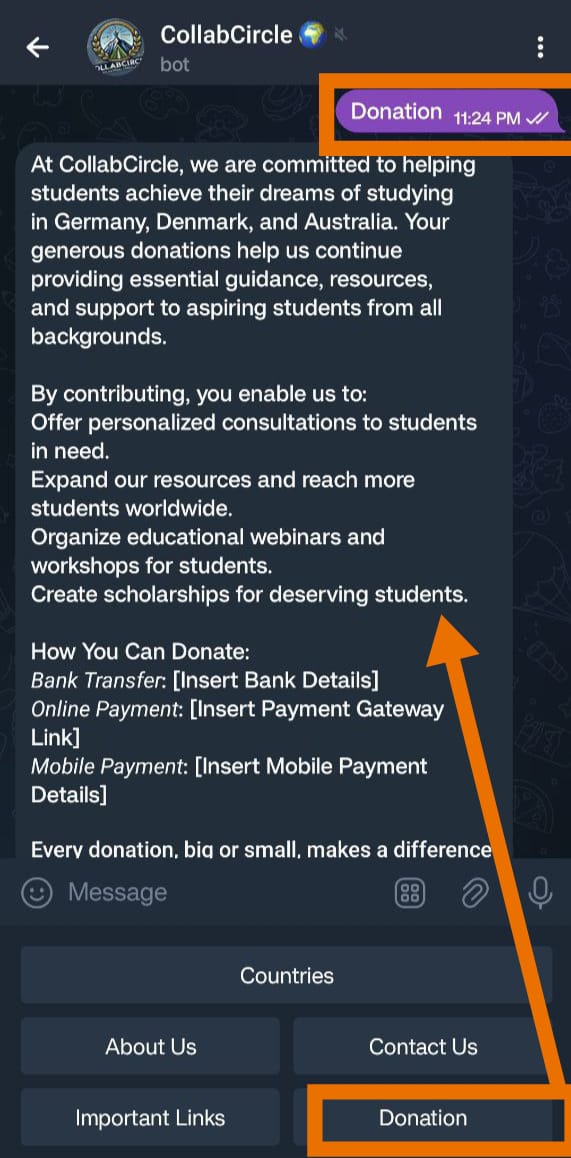 CollabCircle
bot
Donation 11:24 PM
At CollabCircle, we are committed to helping
students achieve their dreams of studying
in Germany, Denmark, and Australia. Your
generous donations help us continue
providing essential guidance, resources,
and support to aspiring students from all
backgrounds.
By contributing, you enable us to:
Offer personalized consultations to students
in need.
Expand our resources and reach more
students worldwide.
Organize educational webinars and
workshops for students.
Create scholarships for deserving students.
How You Can Donate:
Bank Transfer: [Insert Bank Details]
Online Payment: [Insert Payment Gateway
Link]
Mobile Payment: [Insert Mobile Payment
Details]
Every donation, big or small, makes a difference
Message
Countries
About Us
Contact Us
Important Links
Donation